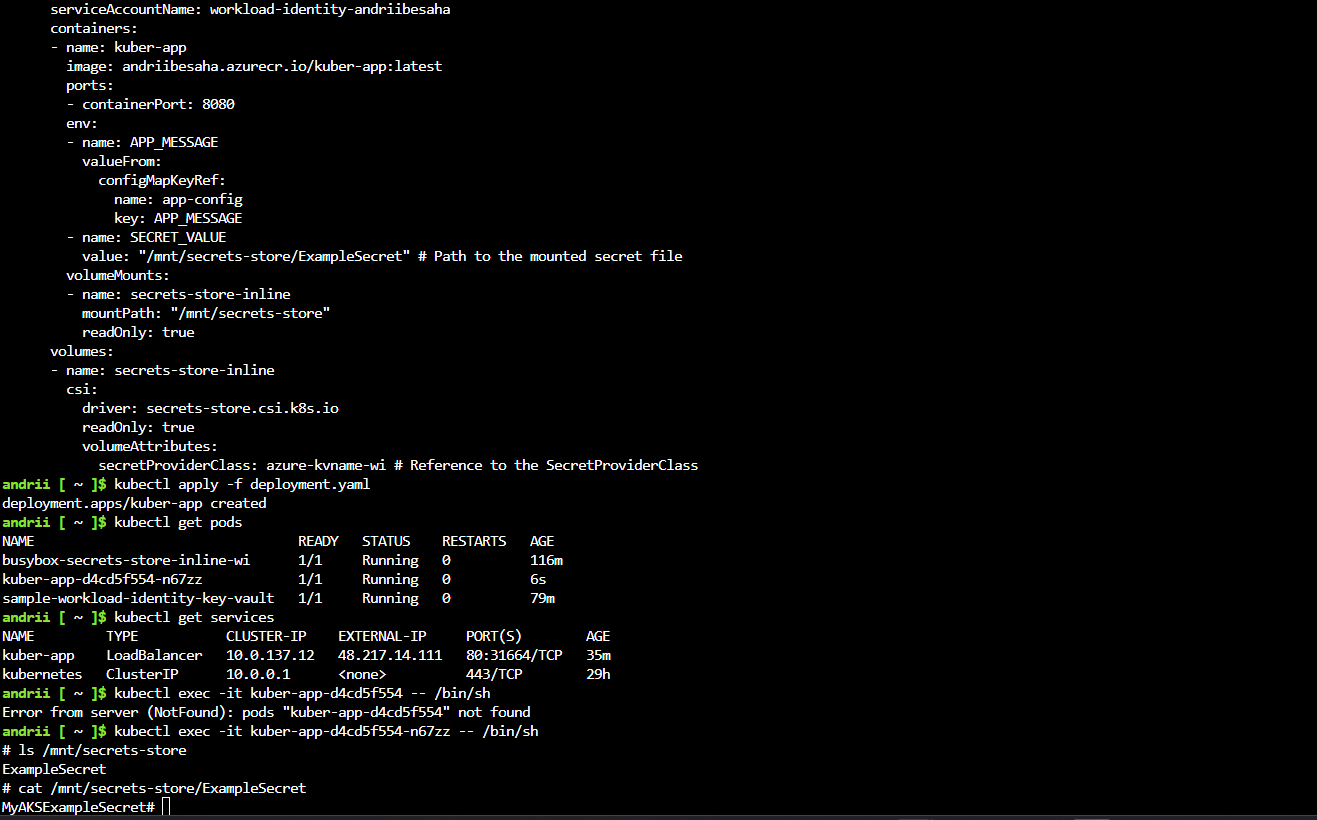 serviceAccountName: workload-identity-andriibesaha
containers:
- name: kuber-app
image: andriibesaha.azurecr.io/kuber-app:latest
ports:
- containerPort: 8080
env:
- name: APP_MESSAGE
valueFrom:
configMapKeyRef:
name: app-config
key: APP_MESSAGE
- name: SECRET_VALUE
value: "/mnt/secrets-store/ExampleSecret" # Path to the mounted secret file
volumeMounts:
- name: secrets-store-inline
mountPath: "/mnt/secrets-store"
readOnly: true
volumes:
- name: secrets-store-inline
csi:
driver: secrets-store.csi.k8s.io
readOnly: true
volumeAttributes:
secretProviderClass: azure-kvname-wi # Reference to the SecretProviderClass
andrii [ ~ ]$ kubectl apply -f deployment.yaml
deployment.apps/kuber-app created
andrii [ ~ ]$ kubectl get pods
NAME READY STATUS RESTARTS AGE
busybox-secrets-store-inline-wi 1/1 Running 0 116m
kuber-app-d4cd5f554-n67zz 1/1 Running 0 6s
sample-workload-identity-key-vault 1/1 Running 0 79m
andrii [ ~ ]$ kubectl get services
NAME TYPE CLUSTER-IP EXTERNAL-IP PORT(S) AGE
kuber-app LoadBalancer 10.0.137.12 48.217.14.111 80:31664/TCP 35m
kubernetes ClusterIP 10.0.0.1 <none> 443/TCP 29h
andrii [ ~ ]$ kubectl exec -it kuber-app-d4cd5f554 -- /bin/sh
Error from server (NotFound): pods "kuber-app-d4cd5f554" not found
andrii [ ~ ]$ kubectl exec -it kuber-app-d4cd5f554-n67zz -- /bin/sh
# ls /mnt/secrets-store
ExampleSecret
# cat /mnt/secrets-store/ExampleSecret
MyAKSExampleSecret#